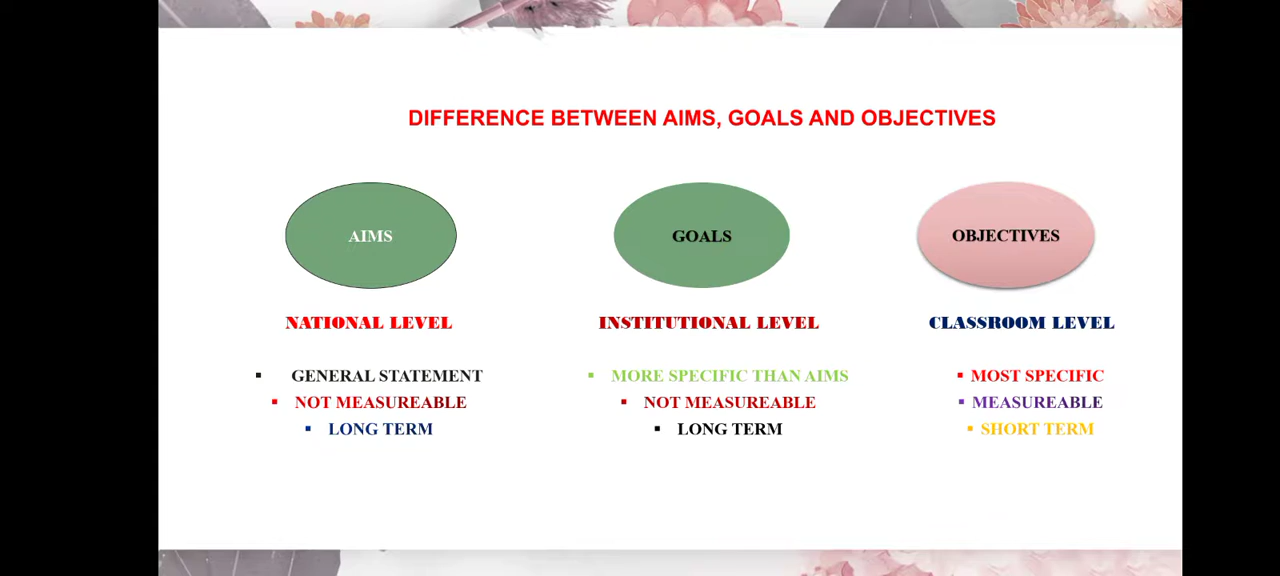 DIFFERENCE BETWEEN AIMS, GOALS AND OBJECTIVES
AIMS
GOALS
OBJECTIVES
NATIONAL LEVEL
INSTITUTIONAL LEVEL
CLASSROOM LEVEL
▪ GENERAL STATEMENT
▪ NOT MEASUREABLE
▪ LONG TERM
▪ MORE SPECIFIC THAN AIMS
▪ NOT MEASUREABLE
▪ LONG TERM
▪ MOST SPECIFIC
▪ MEASUREABLE
▪ SHORT TERM